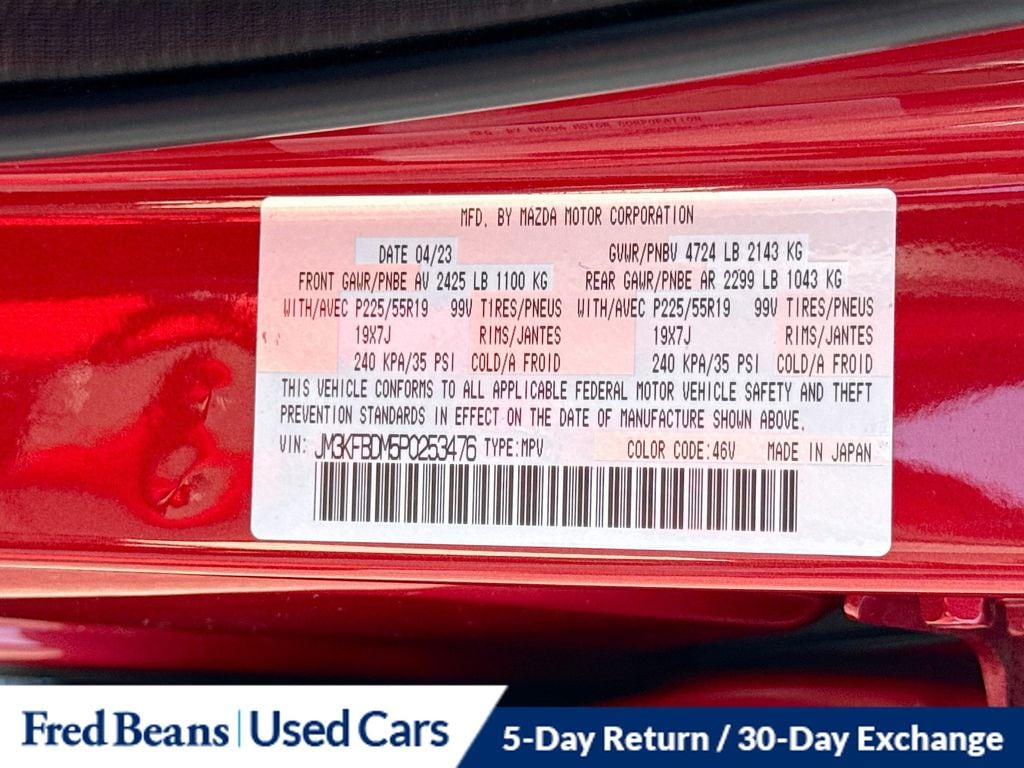 MFG. BY MAZDA MOTOR CORPORATION
MFD. BY MAZDA MOTOR CORPORATION
DATE 04/23 GVWR/PNBV 4724 LB 2143 KG
FRONT GAWR/PNBE AV 2425 LB 1100 KG REAR GAWR/PNBE AR 2299 LB 1043 KG
WITH/AVEC P225/55R19 99V TIRES/PNEUS WITH/AVEC P225/55R19 99V TIRES/PNEUS
19X7J RIMS/JANTES 19X7J RIMS/JANTES
240 KPA/35 PSI COLD/A FROID 240 KPA/35 PSI COLD/A FROID
THIS VEHICLE CONFORMS TO ALL APPLICABLE FEDERAL MOTOR VEHICLE SAFETY AND THEFT
PREVENTION STANDARDS IN EFFECT ON THE DATE OF MANUFACTURE SHOWN ABOVE.
VIN: JM3KFBDM5P0253476 TYPE:MPV COLOR CODE:46V MADE IN JAPAN
Fred Beans | Used Cars
5-Day Return / 30-Day Exchange